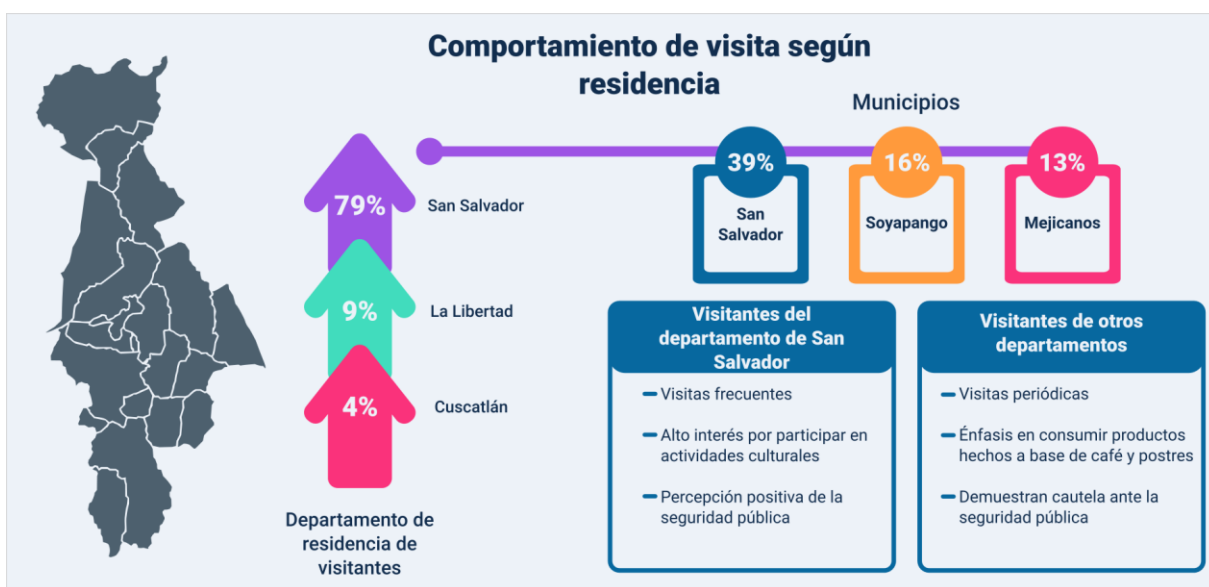 Comportamiento de visita según
residencia
Municipios
79%
San Salvador
9%
La Libertad
4%
Cuscatlán
Departamento de
residencia de
visitantes
39%
San
Salvador
16%
Soyapango
13%
Mejicanos
Visitantes del
departamento de San
Salvador
Visitas frecuentes
Alto interés por participar en
actividades culturales
Percepción positiva de la
seguridad pública
Visitantes de otros
departamentos
Visitas periódicas
Énfasis en consumir productos
hechos a base de café y postres
Demuestran cautela ante la
seguridad pública